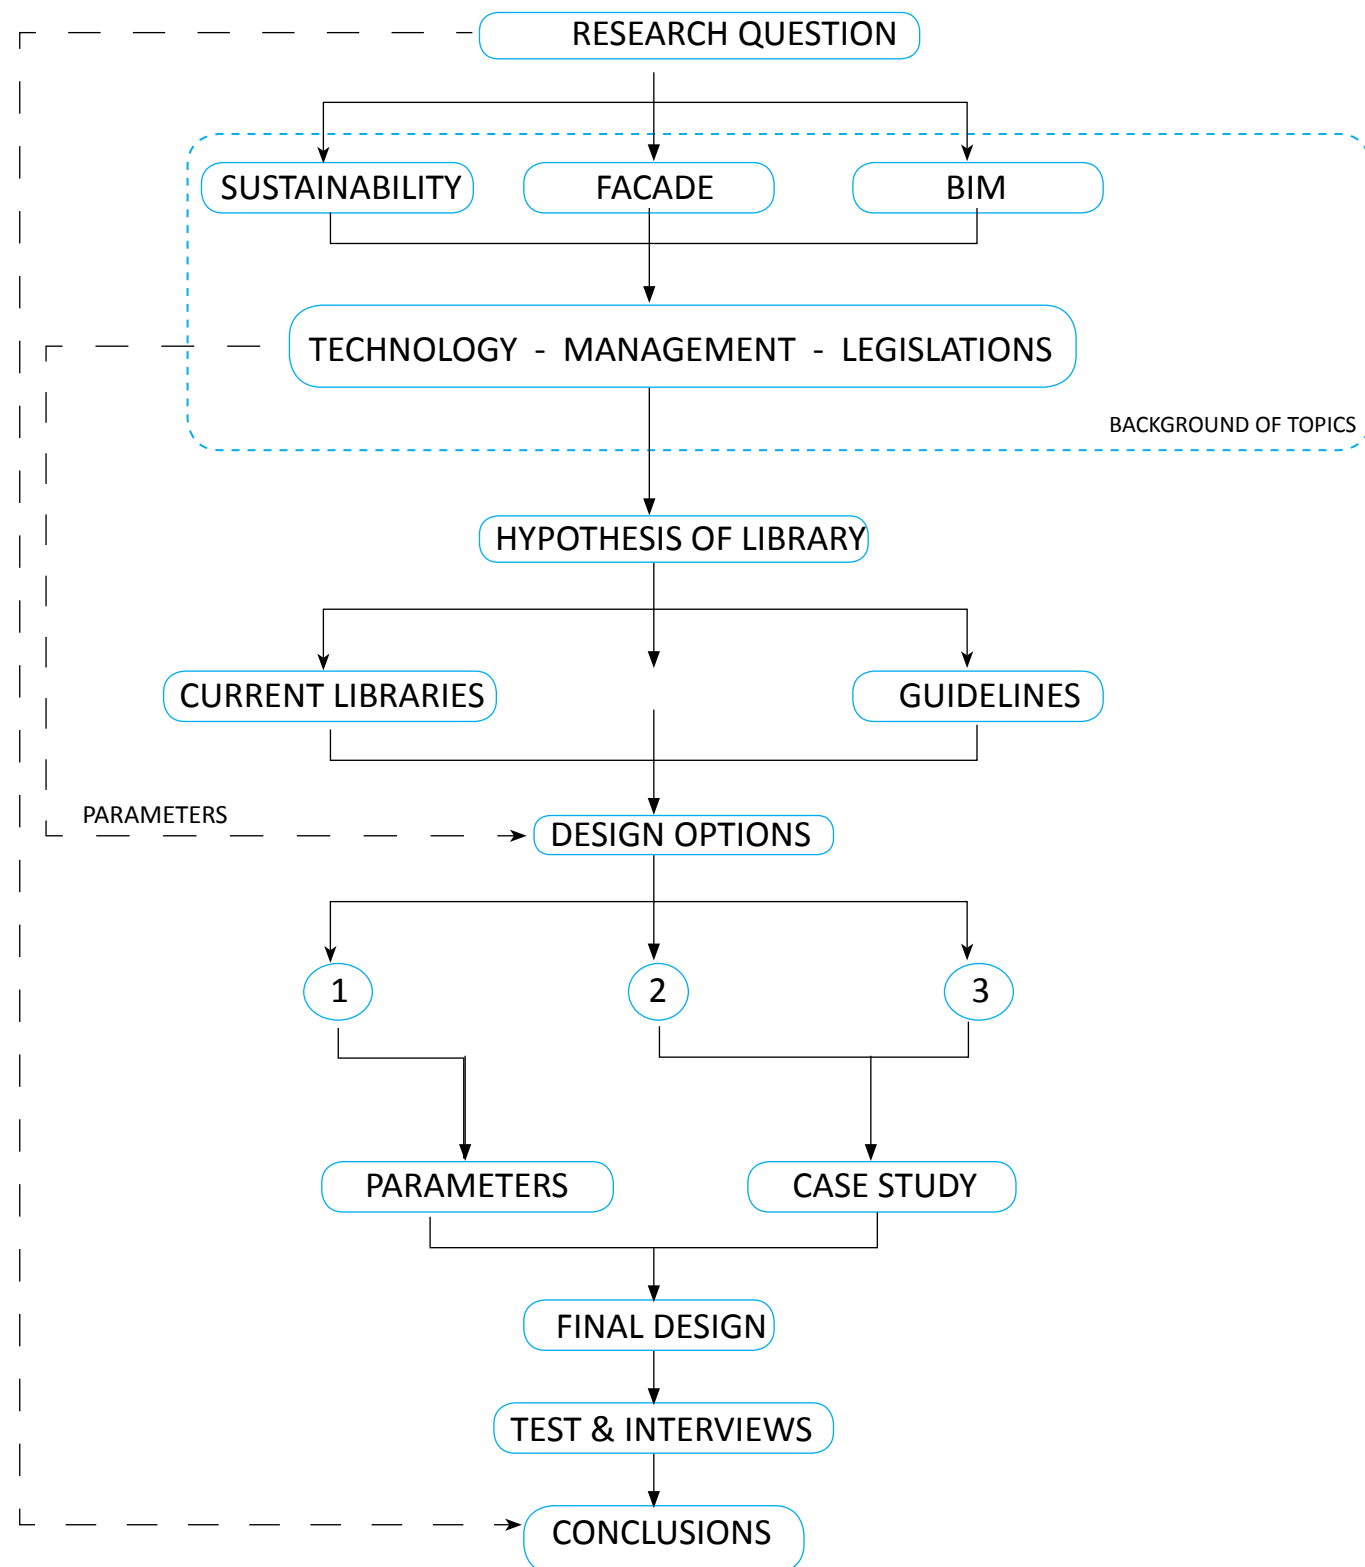 RESEARCH QUESTION
SUSTAINABILITY
FACADE
BIM
TECHNOLOGY - MANAGEMENT - LEGISLATIONS
BACKGROUND OF TOPICS
HYPOTHESIS OF LIBRARY
CURRENT LIBRARIES
GUIDELINES
PARAMETERS
DESIGN OPTIONS
1
2
3
PARAMETERS
CASE STUDY
FINAL DESIGN
TEST & INTERVIEWS
CONCLUSIONS